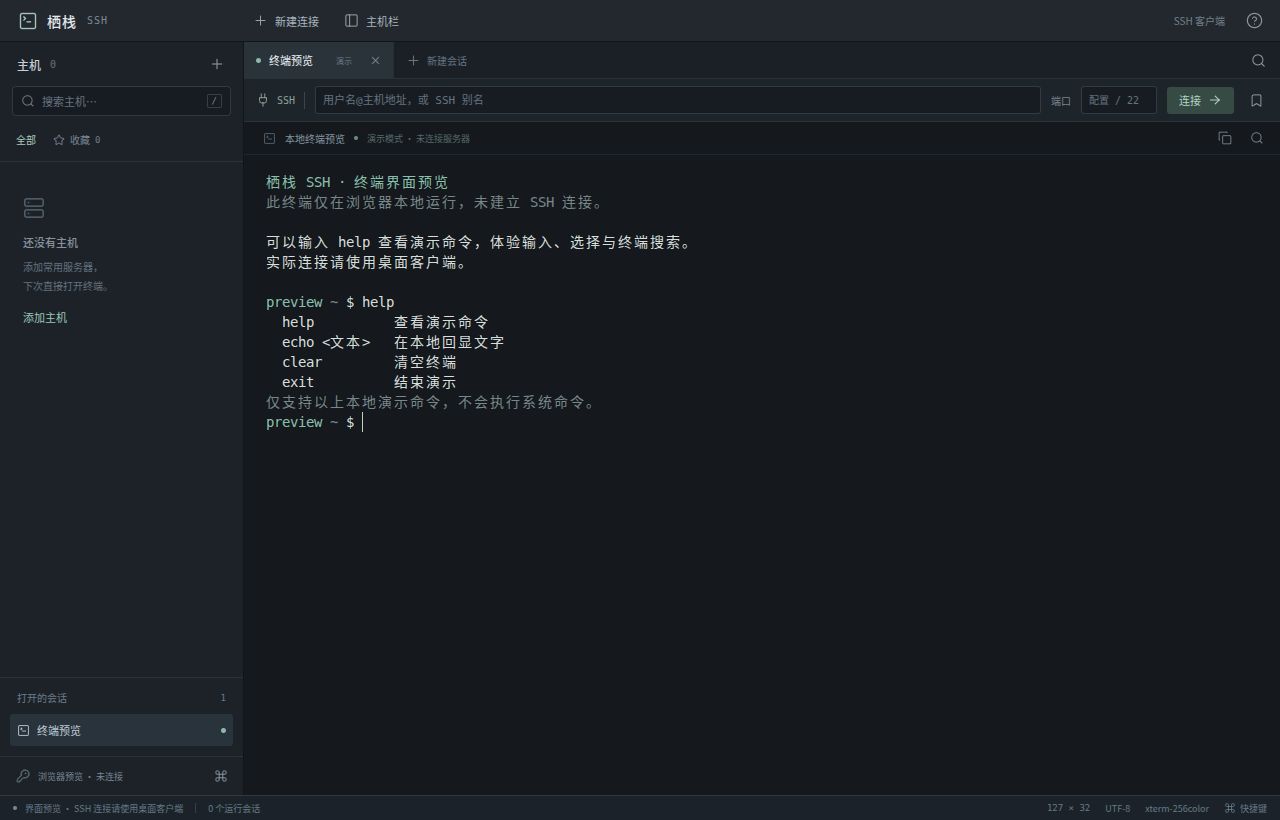 栖栈 SSH
新建连接
主机栏
SSH 客户端
主机 0
搜索主机… /
全部
收藏 0
还没有主机
添加常用服务器，
下次直接打开终端。
添加主机
打开的会话 1
终端预览
浏览器预览 · 未连接
终端预览 演示
新建会话
SSH
用户名@主机地址，或 SSH 别名
端口
配置 / 22
连接
本地终端预览
演示模式 · 未连接服务器
栖栈 SSH · 终端界面预览
此终端仅在浏览器本地运行，未建立 SSH 连接。
可以输入 help 查看演示命令，体验输入、选择与终端搜索。
实际连接请使用桌面客户端。
preview ~ $ help
help 查看演示命令
echo <文本> 在本地回显文字
clear 清空终端
exit 结束演示
仅支持以上本地演示命令，不会执行系统命令。
preview ~ $
界面预览 · SSH 连接请使用桌面客户端
0 个运行会话
127 × 32
UTF-8
xterm-256color
⌘ 快捷键